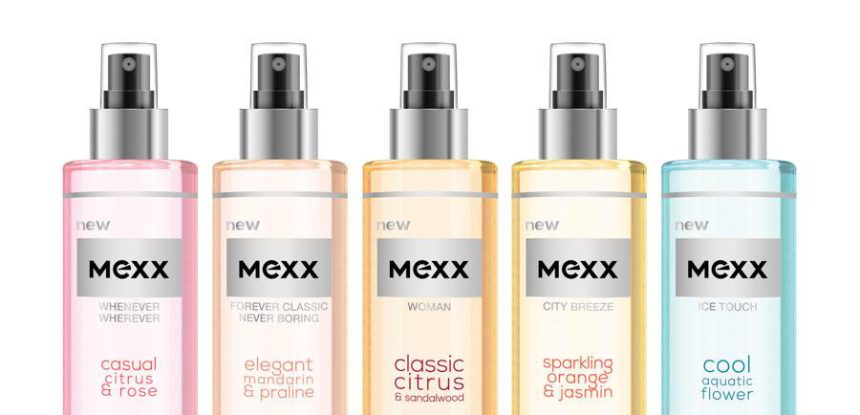 new
MEXX
WHENEVER
WHEREVER
casual
citrus
& rose
new
MEXX
FOREVER CLASSIC
NEVER BORING
elegant
mandarin
& praline
new
MEXX
WOMAN
classic
citrus
& sandalwood
new
MEXX
CITY BREEZE
sparkling
orange
& jasmin
new
MEXX
ICE TOUCH
cool
aquatic
flower